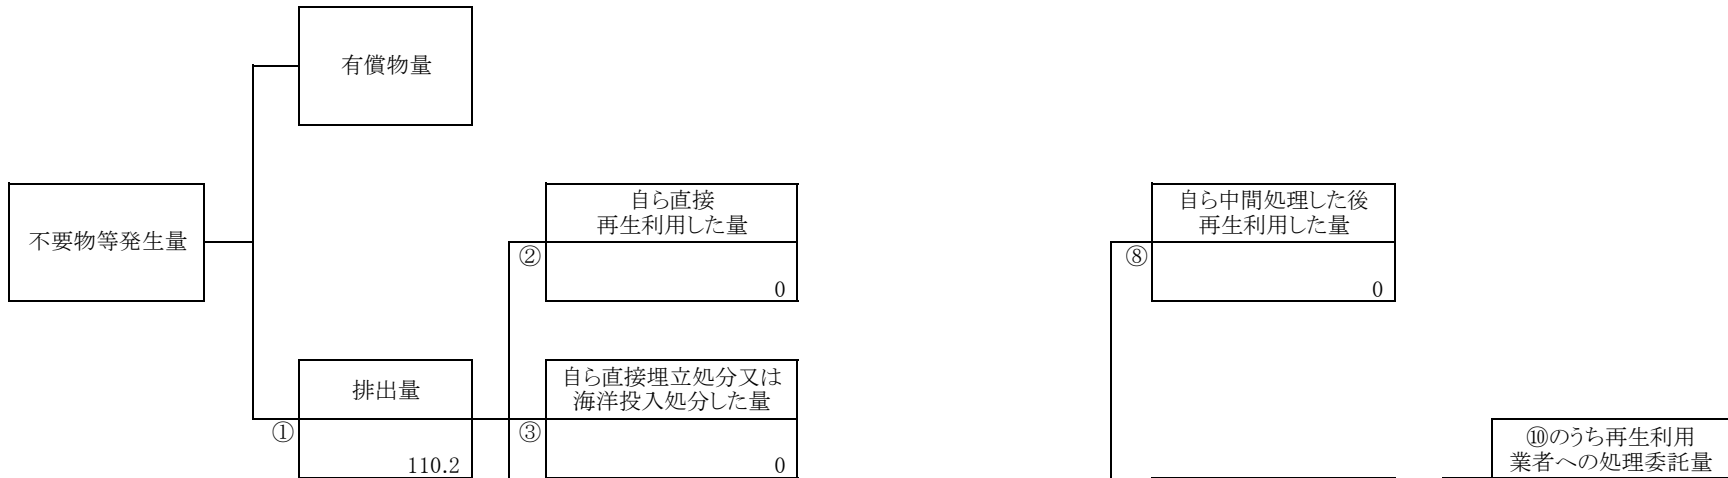 有償物量
不要物等発生量
自ら直接
再生利用した量
②
0
自ら中間処理した後
再生利用した量
⑧
0
排出量
①
110.2
自ら直接埋立処分又は
海洋投入処分した量
③
0
⑩のうち再生利用
業者への処理委託量